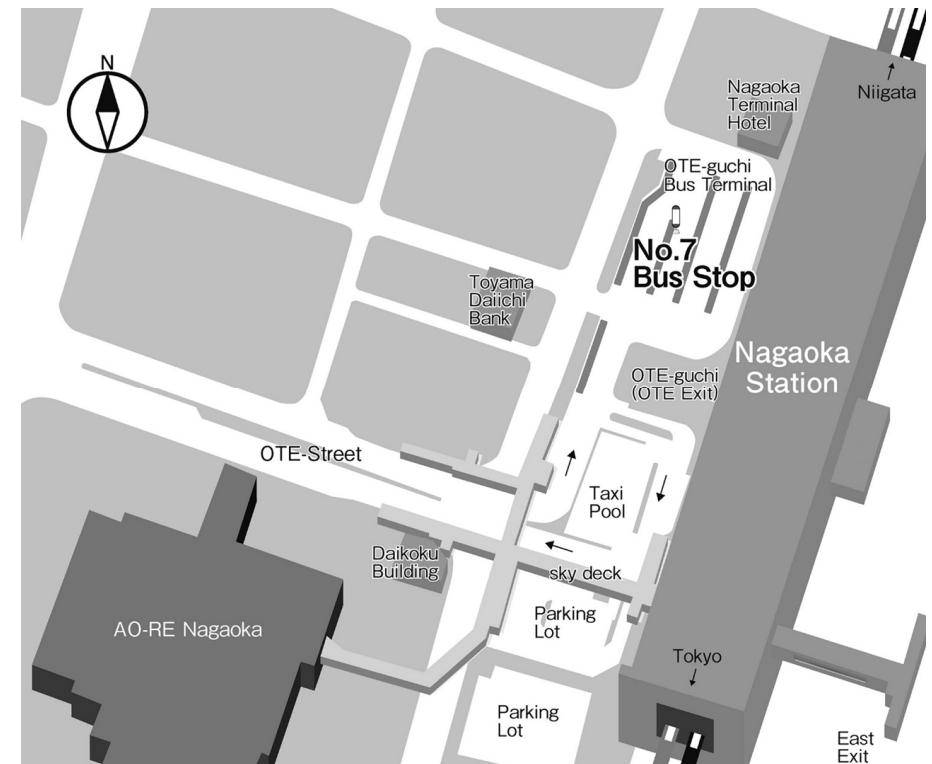 N
Niigata
Nagaoka
Terminal
Hotel
OTE-guchi
Bus Terminal
No.7
Bus Stop
Toyama
Daiichi
Bank
Nagaoka
Station
OTE-guchi
(OTE Exit)
OTE-Street
Taxi
Pool
Daikoku
Building
sky deck
Parking
Lot
AO-RE Nagaoka
Tokyo
Parking
Lot
East
Exit